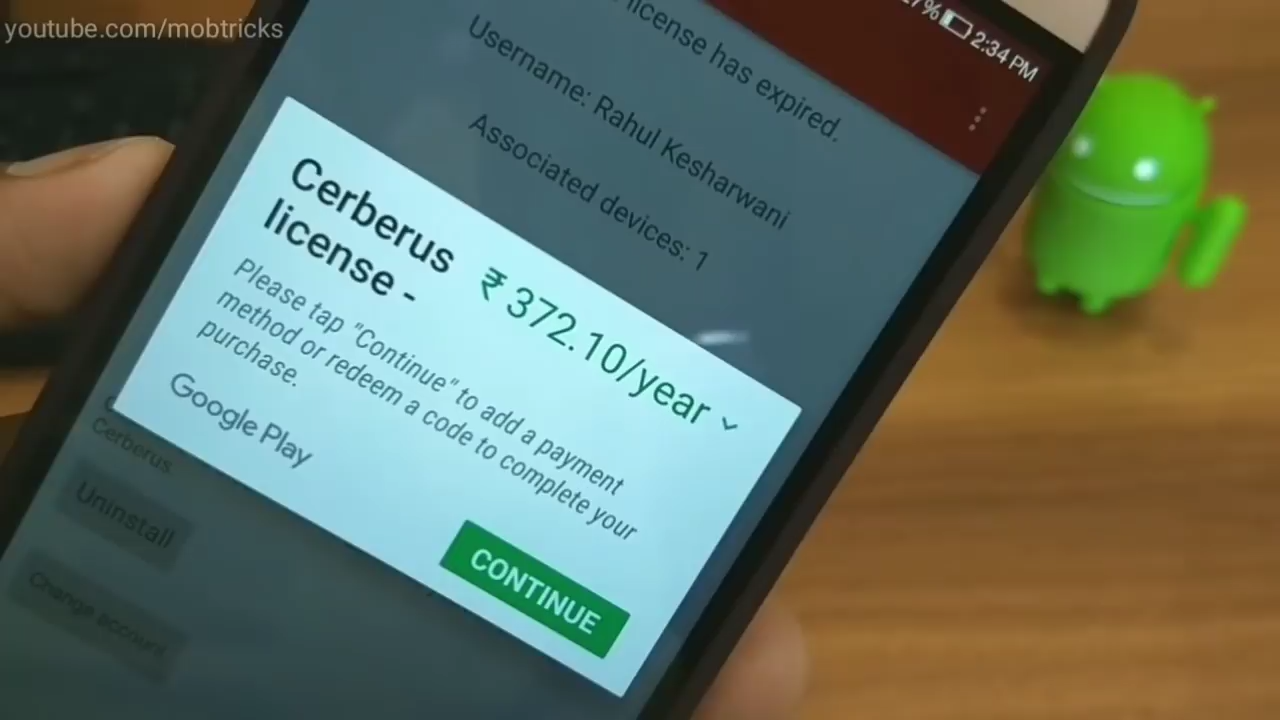 youtube.com/mobtricks
7%
2:34 PM
license has expired.
Username: Rahul Kesharwani
Associated devices: 1
Cerberus
license -
₹ 372.10/year
Please tap "Continue" to add a payment
method or redeem a code to complete your
purchase.
Google Play
CONTINUE
Cerberus
Uninstall
Change account